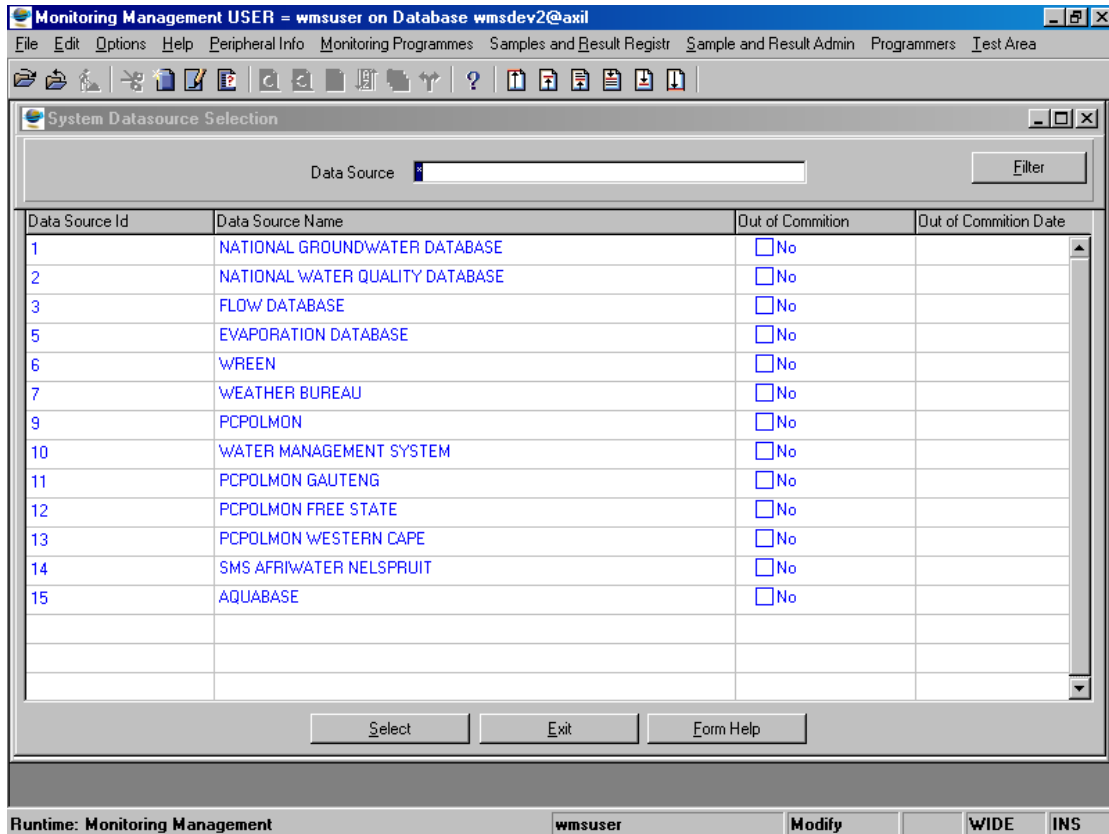 Monitoring Management USER = wmsuser on Database wmsdev2@axil
File Edit Options Help Peripheral Info Monitoring Programmes Samples and Result Registr Sample and Result Admin Programmers Test Area
System Datasource Selection
Data Source * Filter
Data Source Id Data Source Name Out of Commition Out of Commition Date
1 NATIONAL GROUNDWATER DATABASE No
2 NATIONAL WATER QUALITY DATABASE No
3 FLOW DATABASE No
5 EVAPORATION DATABASE No
6 WREEN No
7 WEATHER BUREAU No
9 PCPOLMON No
10 WATER MANAGEMENT SYSTEM No
11 PCPOLMON GAUTENG No
12 PCPOLMON FREE STATE No
13 PCPOLMON WESTERN CAPE No
14 SMS AFRIWATER NELSPRUIT No
15 AQUABASE No
Select Exit Form Help
Runtime: Monitoring Management wmsuser Modify WIDE INS